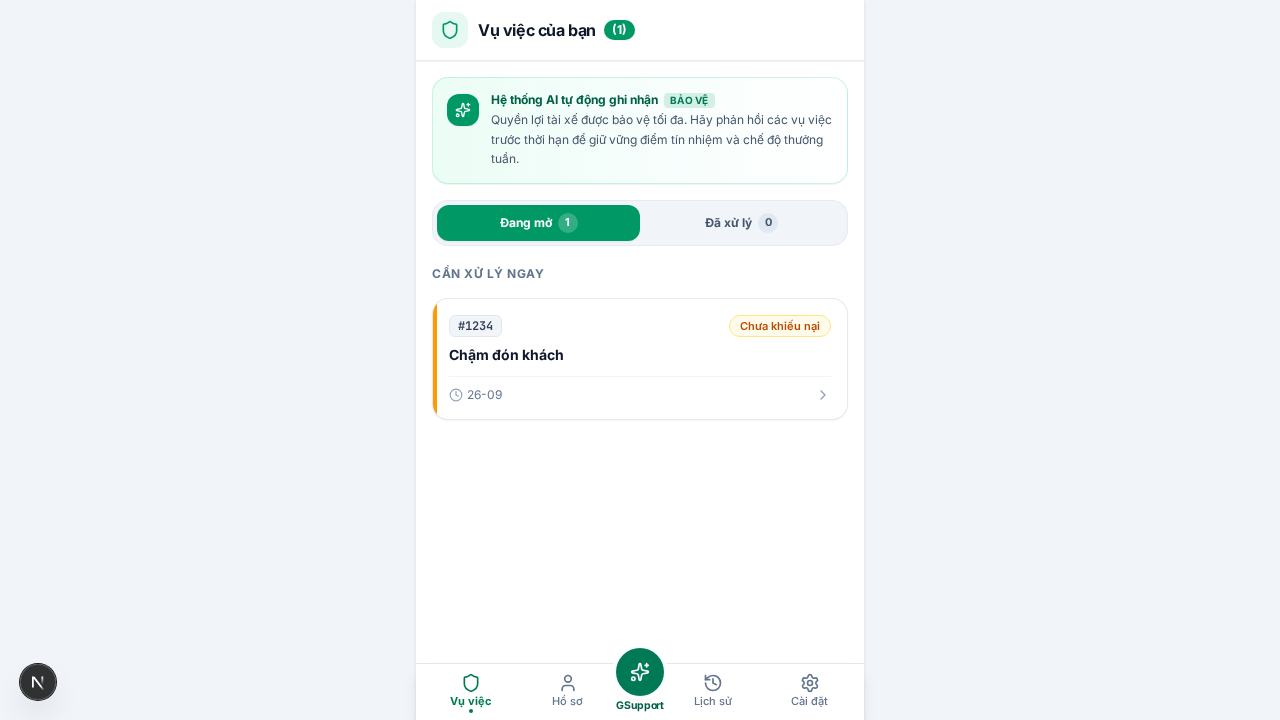 Vụ việc của bạn (1)
Hệ thống AI tự động ghi nhận BẢO VỆ
Quyền lợi tài xế được bảo vệ tối đa. Hãy phản hồi các vụ việc
trước thời hạn để giữ vững điểm tín nhiệm và chế độ thưởng
tuần.
Đang mở 1
Đã xử lý 0
CẦN XỬ LÝ NGAY
#1234 Chưa khiếu nại
Chậm đón khách
26-09
Vụ việc
Hồ sơ
GSupport
Lịch sử
Cài đặt
N